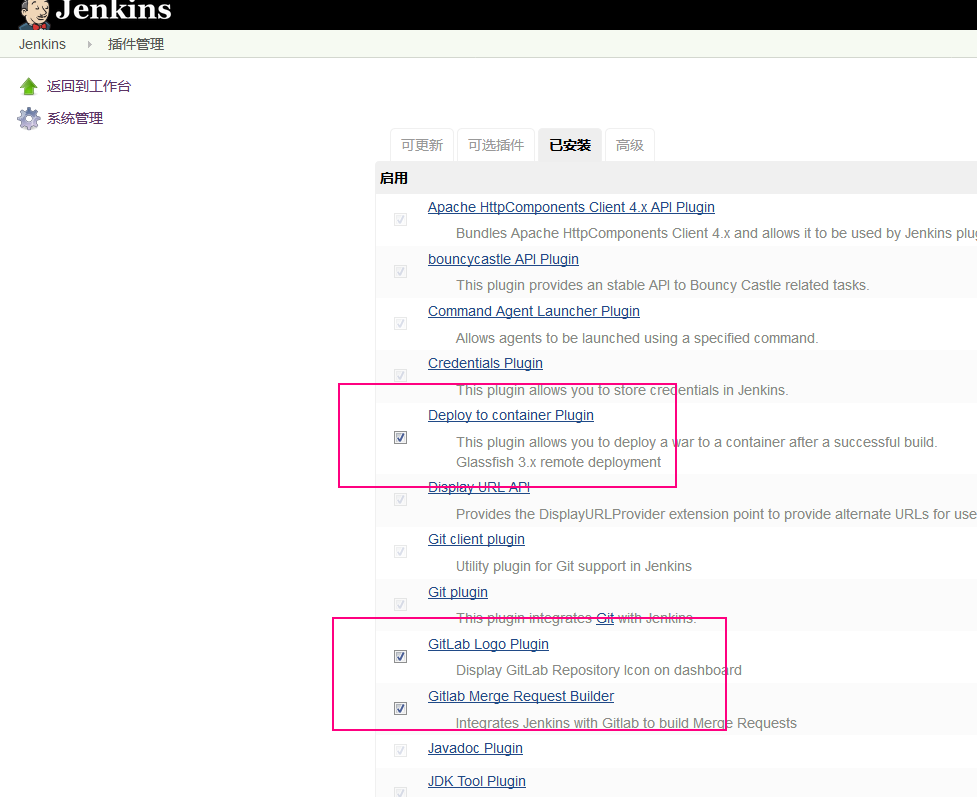 Jenkins
Jenkins 插件管理
返回到工作台
系统管理
可更新 可选插件 已安装 高级
启用
Apache HttpComponents Client 4.x API Plugin
Bundles Apache HttpComponents Client 4.x and allows it to be used by Jenkins plu
bouncycastle API Plugin
This plugin provides an stable API to Bouncy Castle related tasks.
Command Agent Launcher Plugin
Allows agents to be launched using a specified command.
Credentials Plugin
This plugin allows you to store credentials in Jenkins.
Deploy to container Plugin
This plugin allows you to deploy a war to a container after a successful build.
Glassfish 3.x remote deployment
Display URL API
Provides the DisplayURLProvider extension point to provide alternate URLs for use
Git client plugin
Utility plugin for Git support in Jenkins
Git plugin
This plugin integrates Git with Jenkins.
GitLab Logo Plugin
Display GitLab Repository Icon on dashboard
Gitlab Merge Request Builder
Integrates Jenkins with Gitlab to build Merge Requests
Javadoc Plugin
JDK Tool Plugin